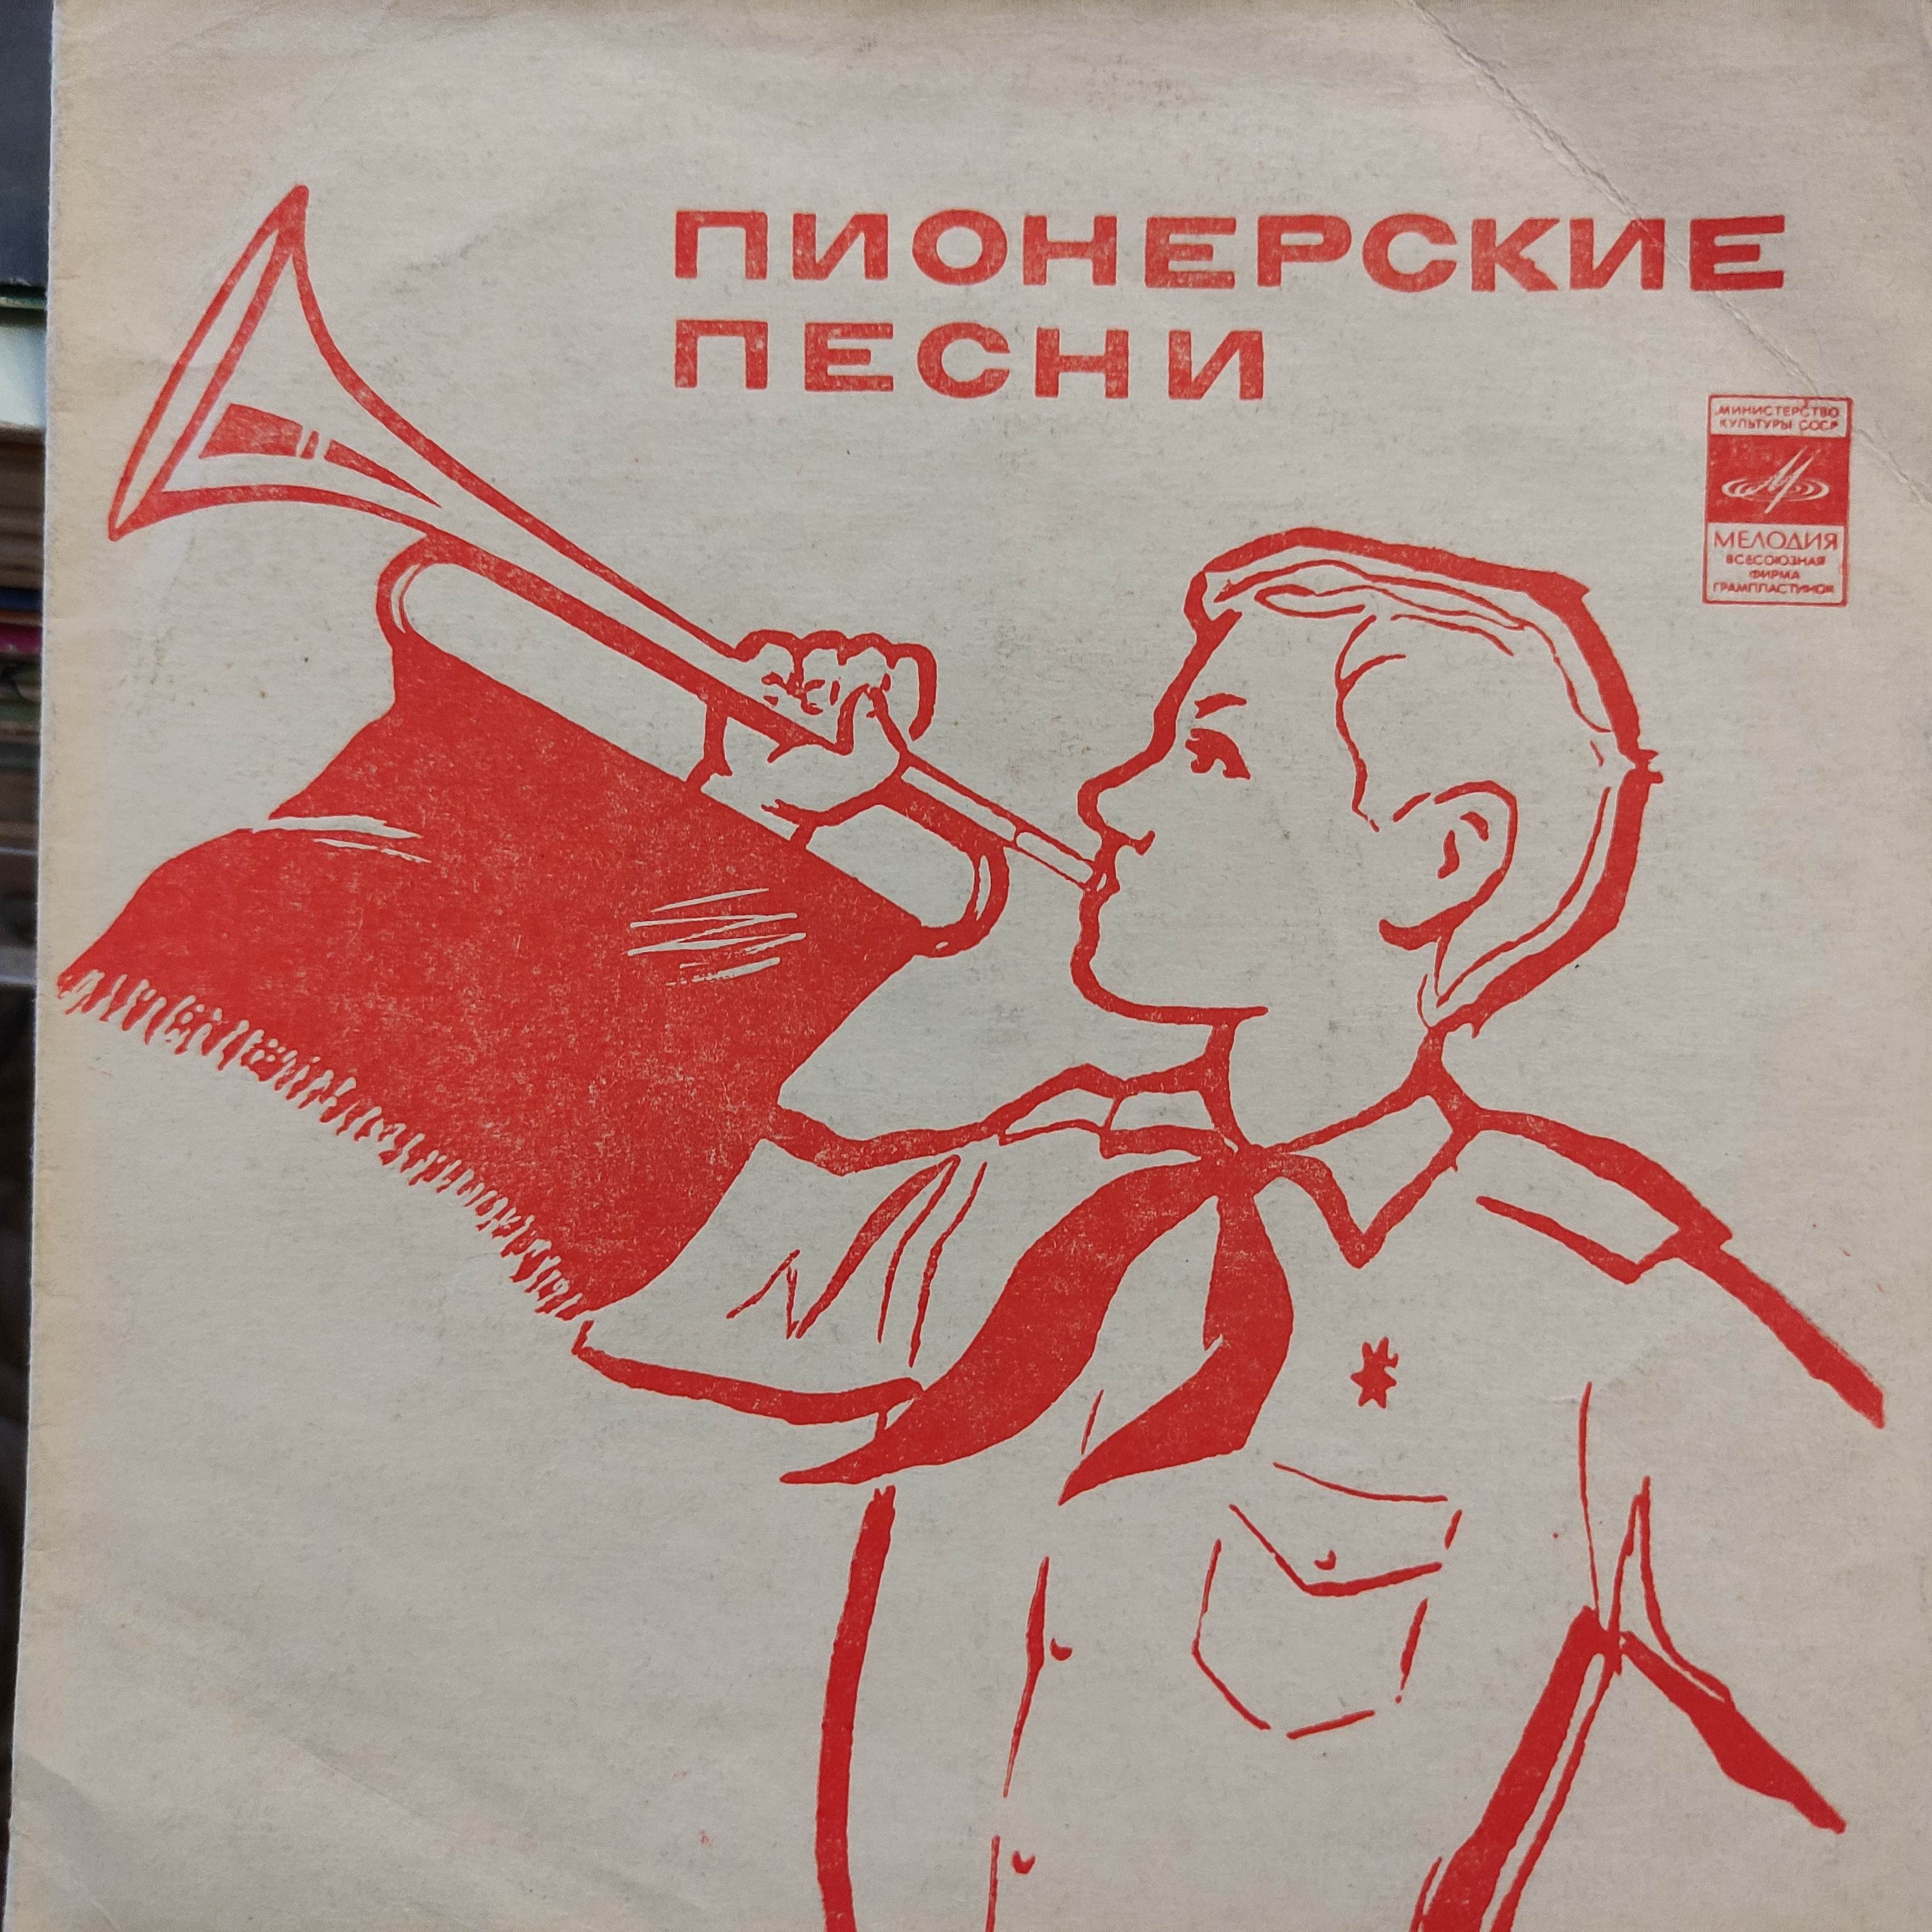 ПИОНЕРСКИЕ
ПЕСНИ
МИНИСТЕРСТВО
КУЛЬТУРЫ СССР
МЕЛОДИЯ
ВСЕСОЮЗНАЯ
ФИРМА
ГРАМПЛАСТИНОК